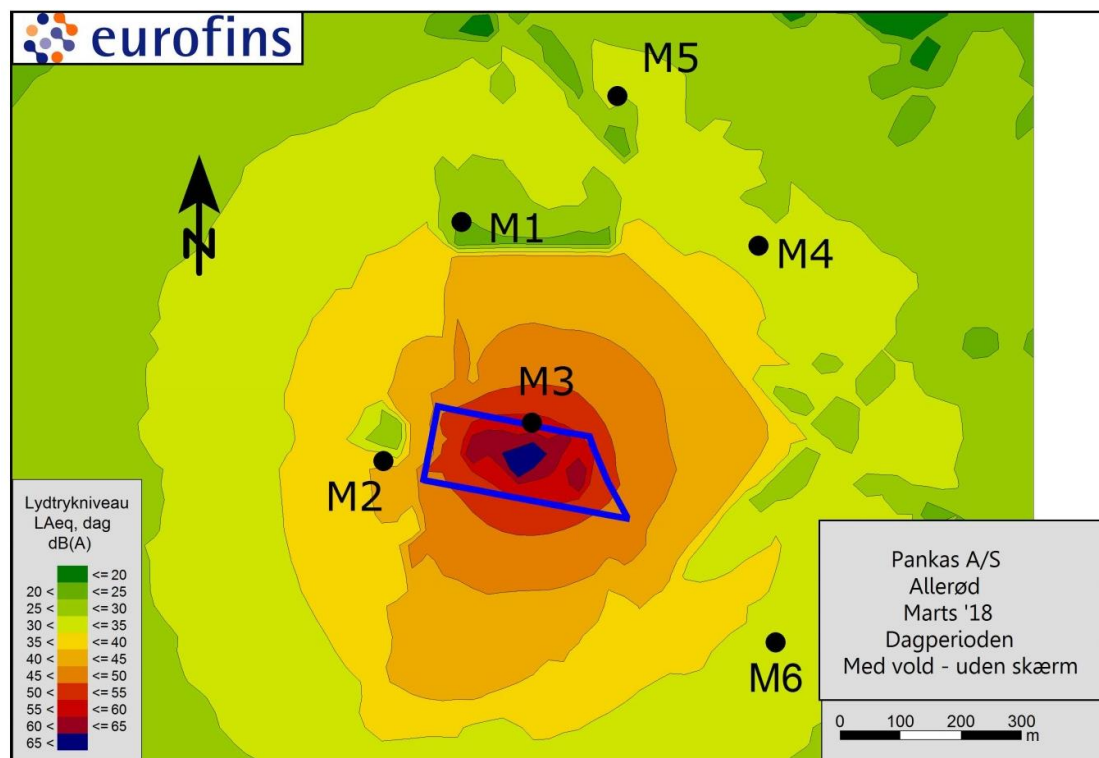 eurofins
M5
N
M1
M4
M3
M2
M6
Lydtrykniveau
LAeq, dag
dB(A)
<= 20
20 < <= 25
25 < <= 30
30 < <= 35
35 < <= 40
40 < <= 45
45 < <= 50
50 < <= 55
55 < <= 60
60 < <= 65
65 <
Pankas A/S
Allerød
Marts '18
Dagperioden
Med vold - uden skærm
0 100 200 300
m